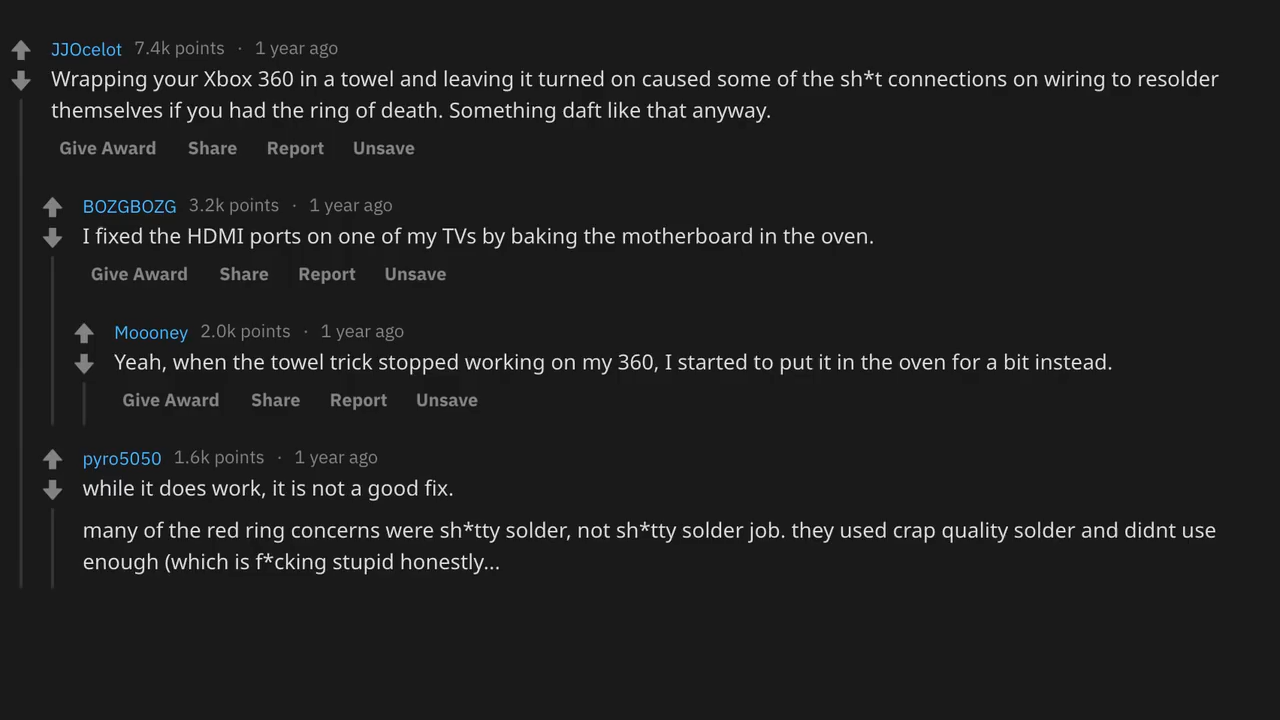 JJOcelot 7.4k points · 1 year ago
Wrapping your Xbox 360 in a towel and leaving it turned on caused some of the sh*t connections on wiring to resolder
themselves if you had the ring of death. Something daft like that anyway.
Give Award Share Report Unsave
BOZGBOZG 3.2k points · 1 year ago
I fixed the HDMI ports on one of my TVs by baking the motherboard in the oven.
Give Award Share Report Unsave
Moooney 2.0k points · 1 year ago
Yeah, when the towel trick stopped working on my 360, I started to put it in the oven for a bit instead.
Give Award Share Report Unsave
pyro5050 1.6k points · 1 year ago
while it does work, it is not a good fix.
many of the red ring concerns were sh*tty solder, not sh*tty solder job. they used crap quality solder and didnt use
enough (which is f*cking stupid honestly...